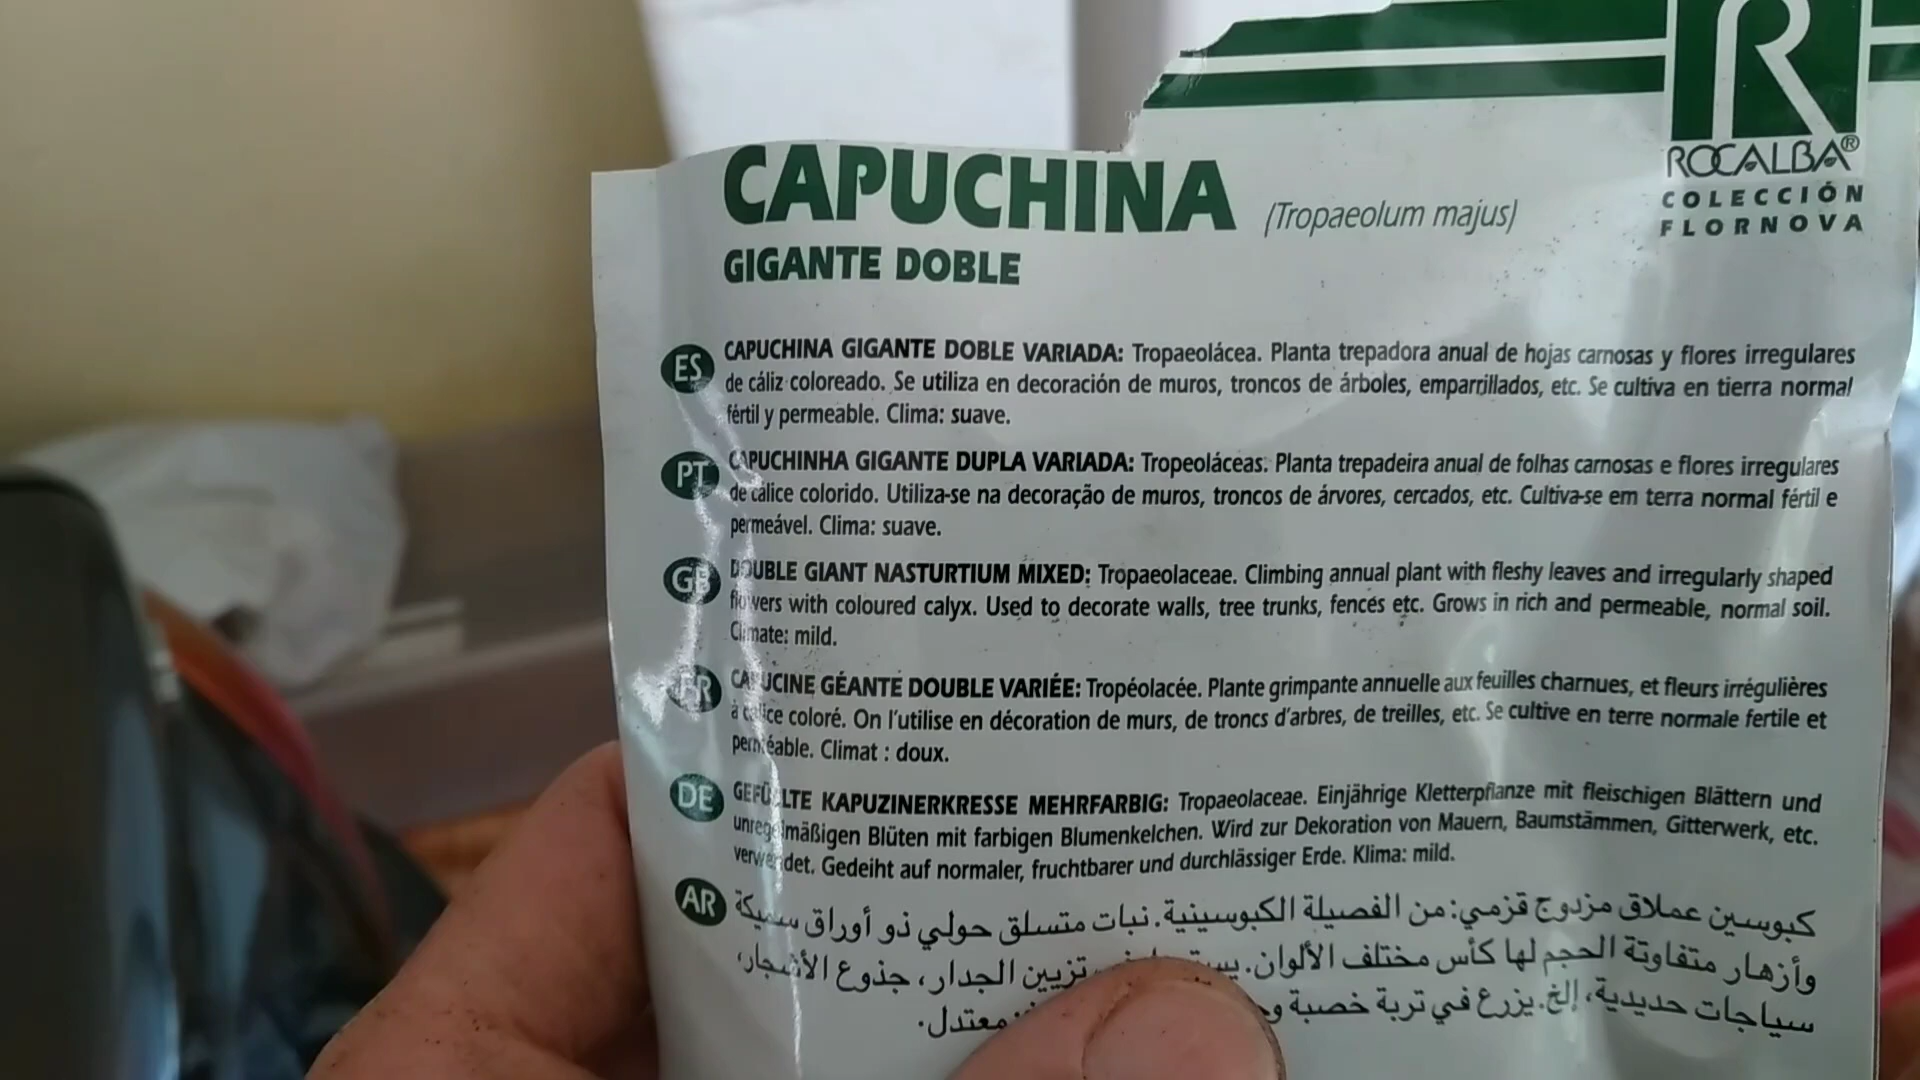 R
ROCALBA®
COLECCIÓN
FLORNOVA
CAPUCHINA (Tropaeolum majus)
GIGANTE DOBLE
ES CAPUCHINA GIGANTE DOBLE VARIADA: Tropaeolácea. Planta trepadora anual de hojas carnosas y flores irregulares
de cáliz coloreado. Se utiliza en decoración de muros, troncos de árboles, emparrillados, etc. Se cultiva en tierra normal
fértil y permeable. Clima: suave.
PT CAPUCHINHA GIGANTE DUPLA VARIADA: Tropeoláceas. Planta trepadeira anual de folhas carnosas e flores irregulares
de cálice colorido. Utiliza-se na decoração de muros, troncos de árvores, cercados, etc. Cultiva-se em terra normal fértil e
permeável. Clima: suave.
GB DOUBLE GIANT NASTURTIUM MIXED: Tropaeolaceae. Climbing annual plant with fleshy leaves and irregularly shaped
flowers with coloured calyx. Used to decorate walls, tree trunks, fences etc. Grows in rich and permeable, normal soil.
Climate: mild.
FR CAPUCINE GÉANTE DOUBLE VARIÉE: Tropéolacée. Plante grimpante annuelle aux feuilles charnues, et fleurs irrégulières
à calice coloré. On l'utilise en décoration de murs, de troncs d'arbres, de treilles, etc. Se cultive en terre normale fertile et
perméable. Climat : doux.
DE GEFÜLLTE KAPUZINERKRESSE MEHRFARBIG: Tropaeolaceae. Einjährige Kletterpflanze mit fleischigen Blättern und
unregelmäßigen Blüten mit farbigen Blumenkelchen. Wird zur Dekoration von Mauern, Baumstämmen, Gitterwerk, etc.
verwendet. Gedeiht auf normaler, fruchtbarer und durchlässiger Erde. Klima: mild.
AR كبوسين عملاق مزدوج قزمي: من الفصيلة الكبوسينية. نبات متسلق حولي ذو أوراق سميكة
وأزهار متفاوتة الحجم لها كأس مختلف الألوان. تزيين الجدار، جذوع الأشجار،
سياجات حديدية، إلخ. يزرع في تربة خصبة معتدل.